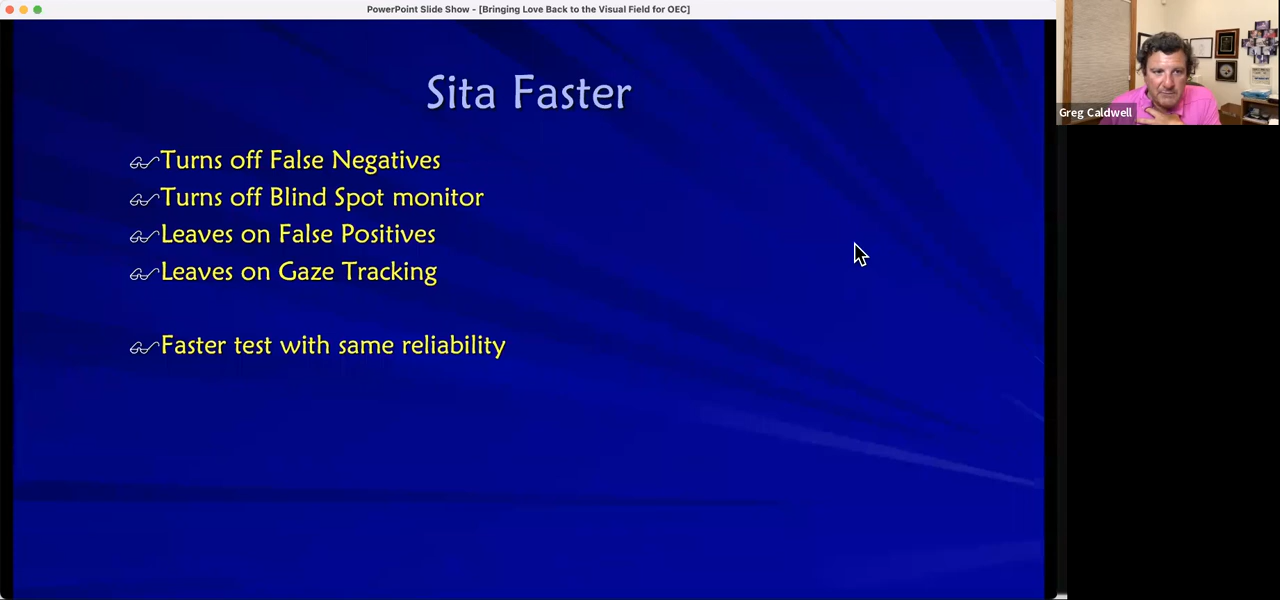 PowerPoint Slide Show - [Bringing Love Back to the Visual Field for OEC]
Sita Faster
Turns off False Negatives
Turns off Blind Spot monitor
Leaves on False Positives
Leaves on Gaze Tracking
Faster test with same reliability
Greg Caldwell